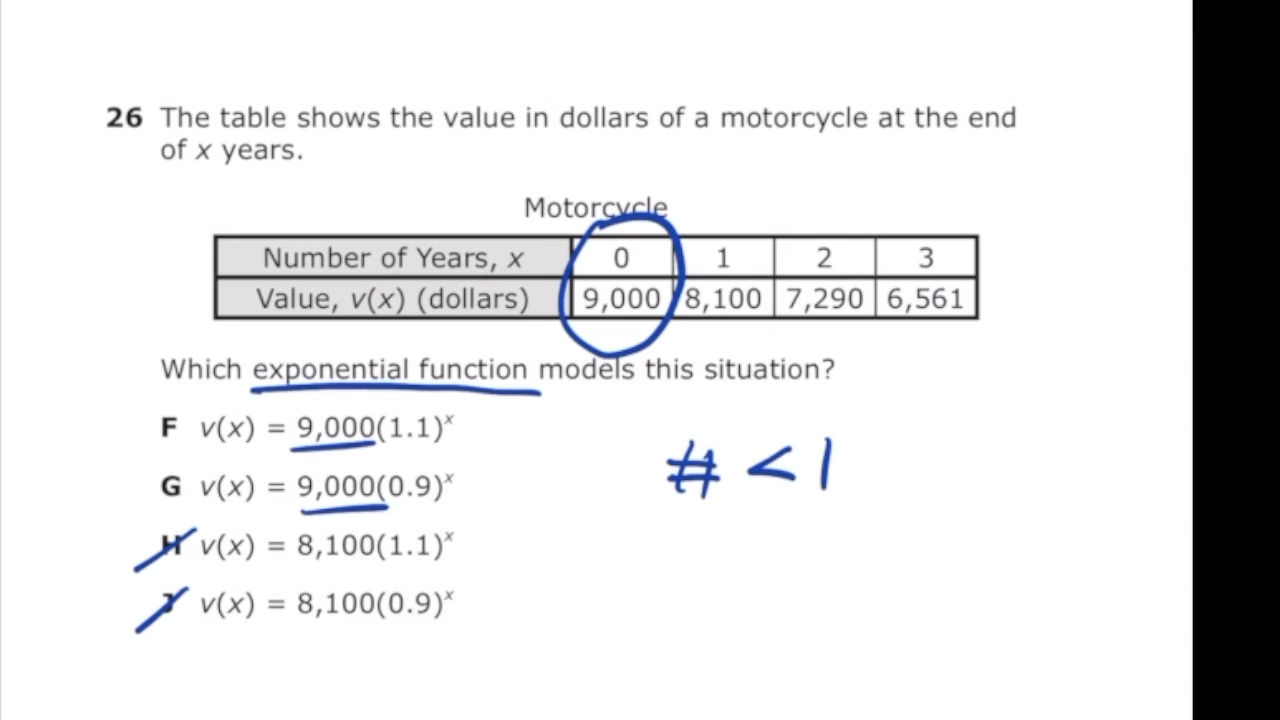 26 The table shows the value in dollars of a motorcycle at the end
of x years.
Motorcycle
Number of Years, x 0 1 2 3
Value, v(x) (dollars) 9,000 8,100 7,290 6,561
Which exponential function models this situation?
F v(x) = 9,000(1.1)ˣ
# < 1
G v(x) = 9,000(0.9)ˣ
H v(x) = 8,100(1.1)ˣ
J v(x) = 8,100(0.9)ˣ